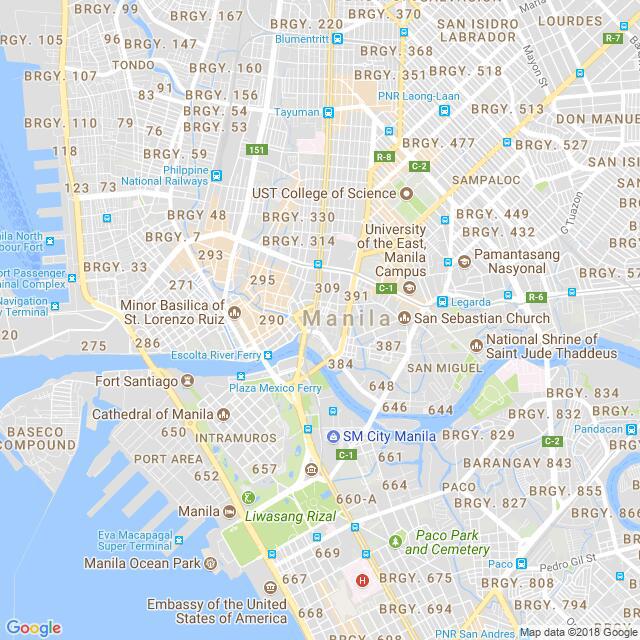 BRGY. 99
BRGY. 167
BRGY. 220
BRGY. 370
SAN ISIDRO
LABRADOR
LOURDES
BRGY. 105
96
BRGY. 147
Blumentritt
BRGY. 368
R-7
TONDO
BRGY. 107
BRGY. 160
BRGY. 351
BRGY. 518
Mayon St
83
91
BRGY. 156
PNR Laong-Laan
BRGY. 110
79
BRGY. 54
Tayuman
BRGY. 513
76
BRGY. 53
DON MANUE
118
BRGY. 59
151
R-8
BRGY. 477
BRGY. 527
C-2
SAN ISI
Philppine
National Railways
123
73
UST College of Science
SAMPALOC
BRGY. 48
BRGY. 330
BRGY. 449
G Tuazon
BRGY. 7
BRGY. 314
University
of the East,
Manila
Campus
BRGY. 432
ila North
bour Fort
293
Pamantasang
Nasyonal
BRGY. 33
ort Passenger
minal Complex
271
295
309
391
C-1
BRGY. 57
Navigation
y Terminal
Minor Basilica of
St. Lorenzo Ruiz
290
Manila
Legarda
R-6
San Sebastian Church
275
286
387
National Shrine of
Saint Jude Thaddeus
Escolta River Ferry
384
SAN MIGUEL
Fort Santiago
Plaza Mexico Ferry
648
BRGY. 834
Cathedral of Manila
646
644
BRGY. 832
BASECO
COMPOUND
650
INTRAMUROS
SM City Manila
BRGY. 829
C-2
Pandacan
PORT AREA
657
C-1
661
BARANGAY 843
652
664
PACO
BRGY. 855
Manila
660-A
BRGY. 827
BRGY. 866
Liwasang Rizal
Eva Macapagal
Super Terminal
669
Paco Park
and Cemetery
Manila Ocean Park
Paco
Pedro Gil St
667
BRGY. 675
BRGY. 808
Embassy of the United
States of America
668
BRGY. 694
BRGY. 794
698
PNR San Andres
Google
Map data ©2018 Google